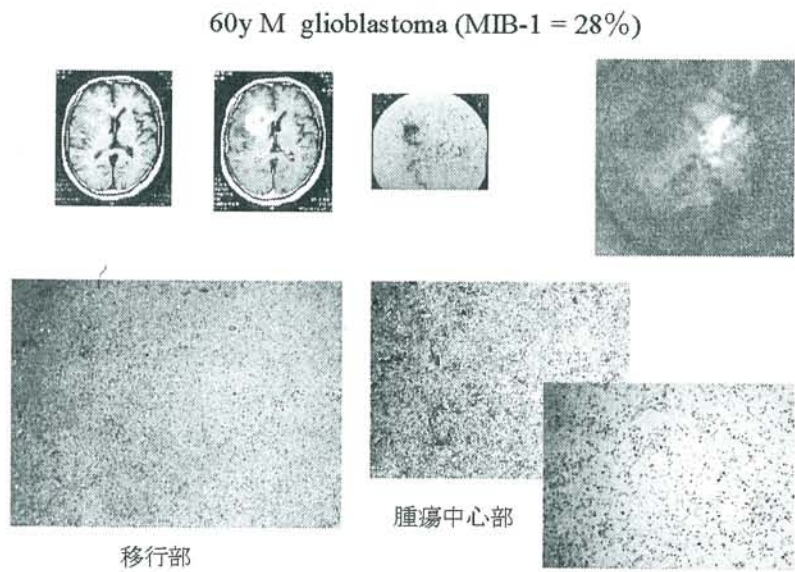 60y M glioblastoma (MIB-1 = 28%)
腫瘍中心部
移行部